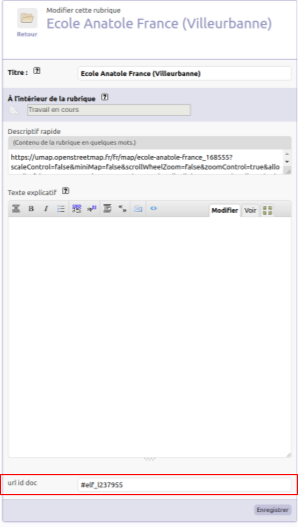 Modifier cette rubrique
Ecole Anatole France (Villeurbanne)
Retour
Titre : ?
Ecole Anatole France (Villeurbanne)
À l'intérieur de la rubrique ?
Travail en cours
Descriptif rapide
(Contenu de la rubrique en quelques mots.)
https://umap.openstreetmap.fr/fr/map/ecole-anatole-france_168555?
scaleControl=false&miniMap=false&scrollWheelZoom=false&zoomControl=true&allo
Texte explicatif ?
B I
Modifier Voir
url id doc
#elf_l237955
Enregistrer